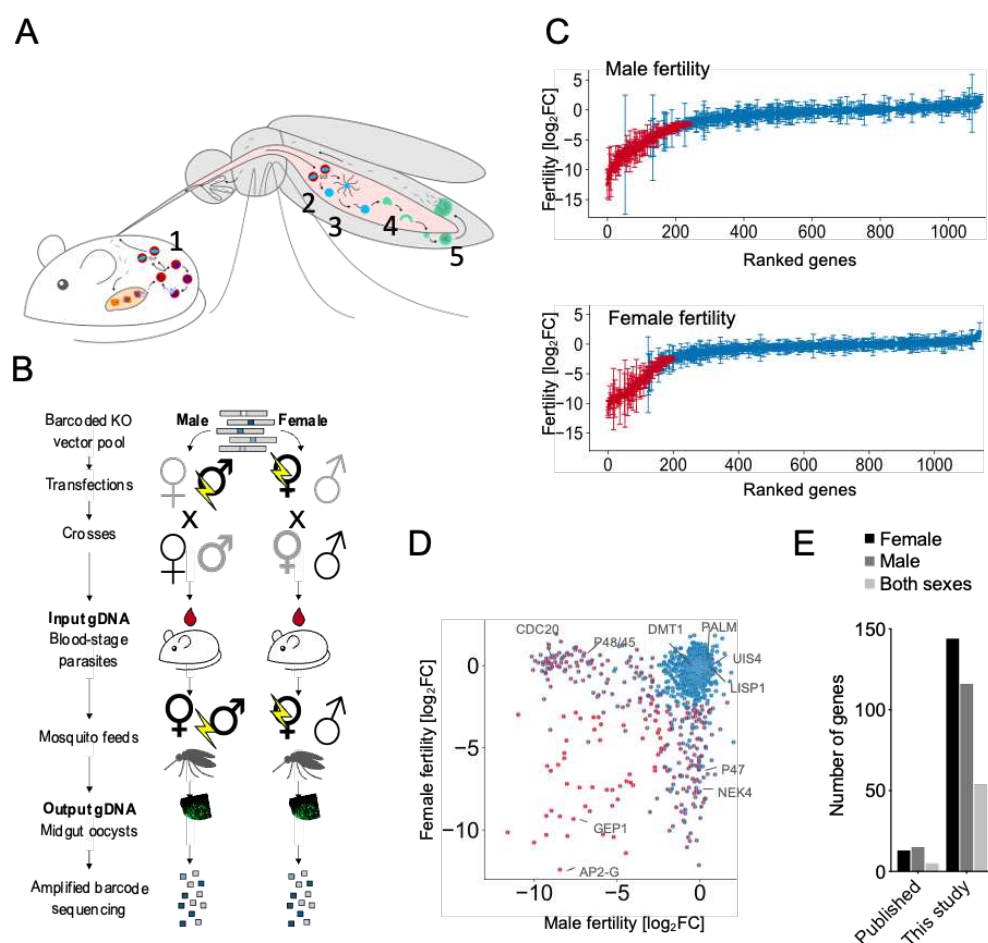 A
1
2
3
4
5
B
Barcoded KO
vector pool
Transfections
Crosses
Input gDNA
Blood-stage
parasites
Mosquito feeds
Output gDNA
Midgut oocysts
Amplified barcode
sequencing
Male
Female
X
X
C
Male fertility
Fertility [log2FC]
5
0
−5
−10
−15
0
200
400
600
800
1000
Ranked genes
Female fertility
Fertility [log2FC]
5
0
−5
−10
−15
0
200
400
600
800
1000
Ranked genes
D
CDC20
P48/45
DMT1
PALM
UIS4
LISP1
P47
NEK4
GEP1
AP2-G
Female fertility [log2FC]
0
−5
−10
−10
−5
0
Male fertility [log2FC]
E
Female
Male
Both sexes
Number of genes
150
100
50
0
Published
This study